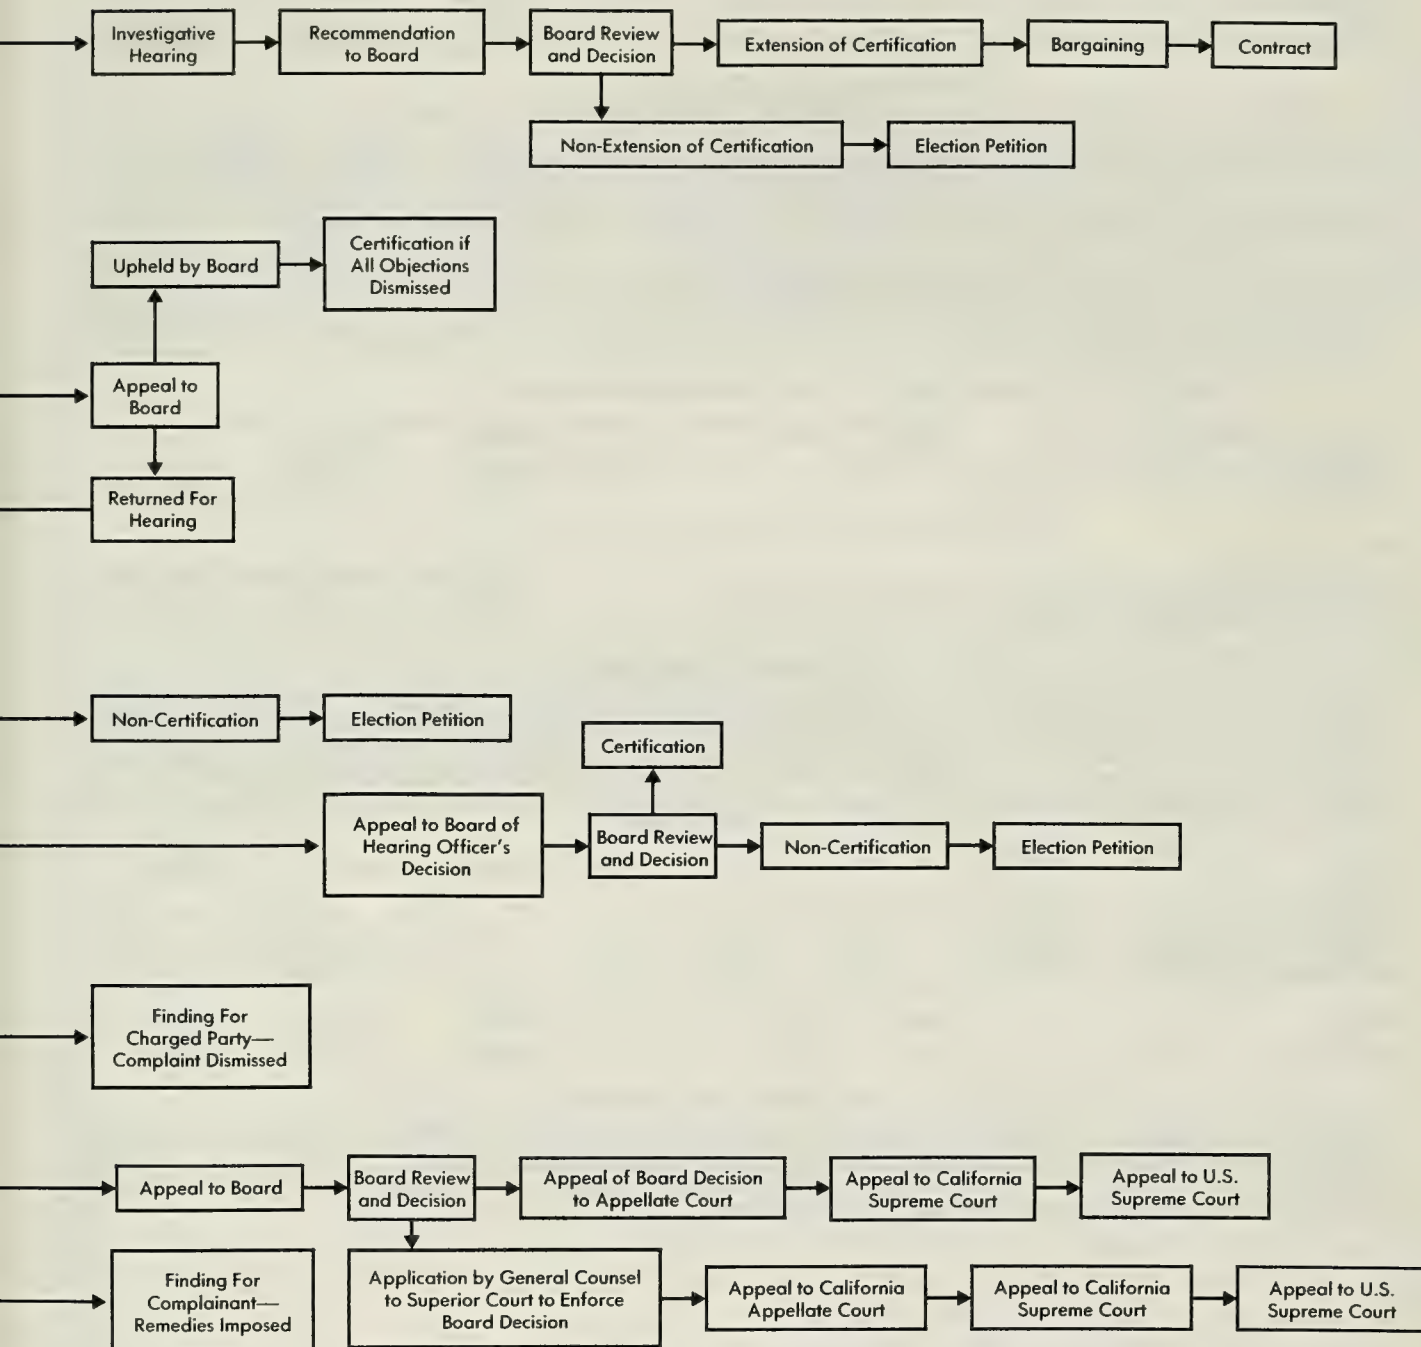 Investigative
Hearing
Recommendation
to Board
Board Review
and Decision
Extension of Certification
Bargaining
Contract
Non-Extension of Certification
Election Petition
Upheld by Board
Certification if
All Objections
Dismissed
Appeal to
Board
Returned For
Hearing
Non-Certification
Election Petition
Certification
Appeal to Board of
Hearing Officer's
Decision
Board Review
and Decision
Non-Certification
Election Petition
Finding For
Charged Party—
Complaint Dismissed
Appeal to Board
Board Review
and Decision
Appeal of Board Decision
to Appellate Court
Appeal to California
Supreme Court
Appeal to U.S.
Supreme Court
Finding For
Complainant—
Remedies Imposed
Application by General Counsel
to Superior Court to Enforce
Board Decision
Appeal to California
Appellate Court
Appeal to California
Supreme Court
Appeal to U.S.
Supreme Court